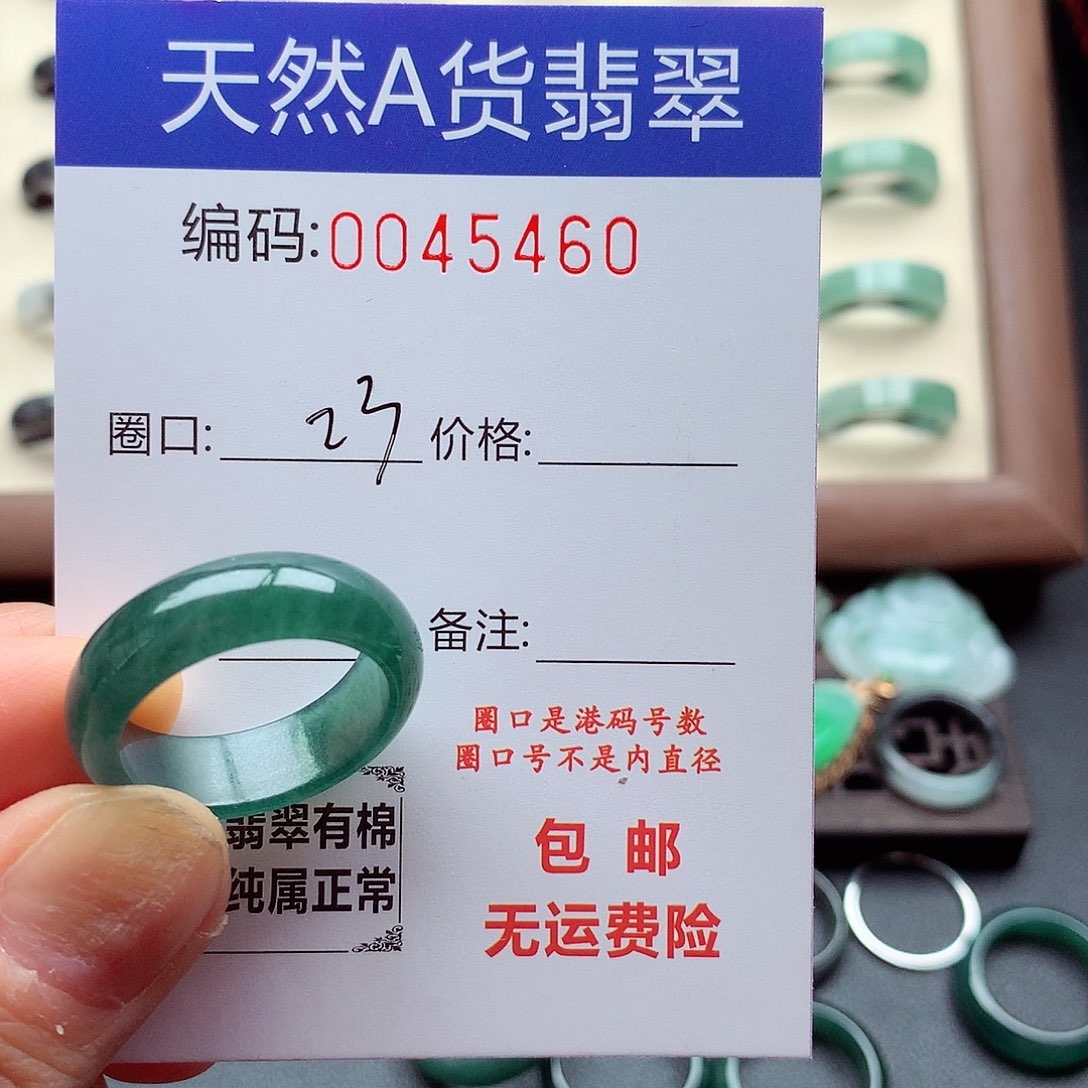 天然A货翡翠
编码:0045460
圈口: 23 价格:
备注:
圈口是港码号数
圈口号不是内直径
翡翠有棉
纯属正常
包 邮
无运费险